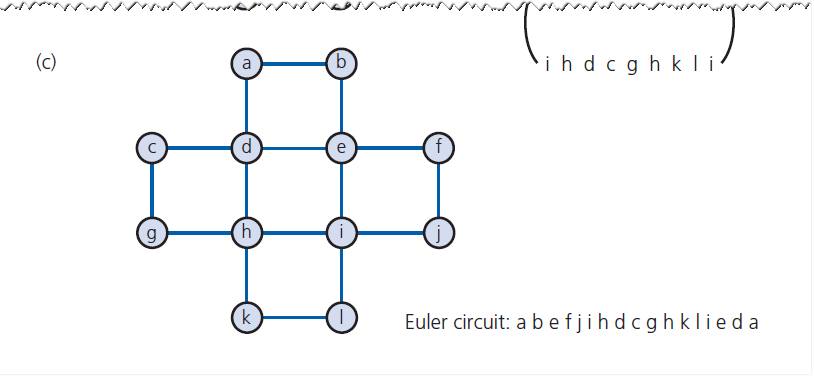 (c)
i h d c g h k l i
a b
c d e f
g h i j
k l
Euler circuit: a b e f j i h d c g h k l i e d a